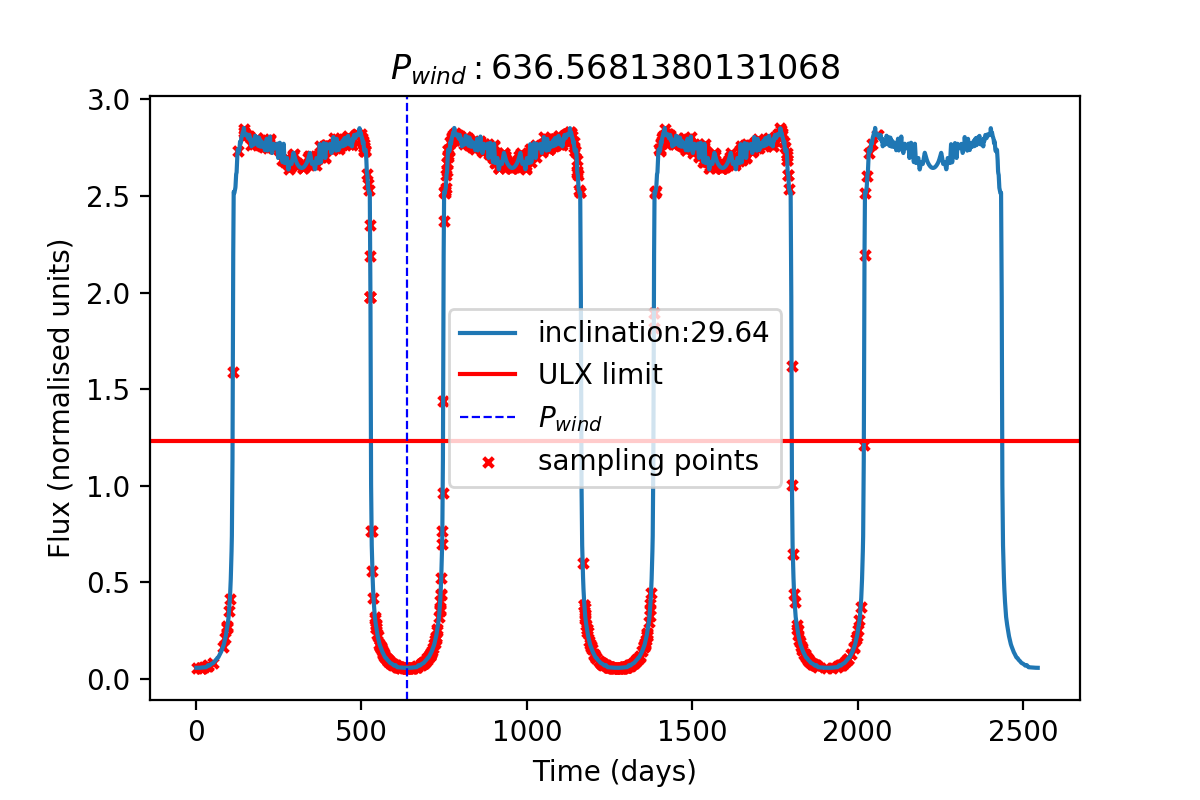 P_wind : 636.5681380131068
3.0
2.5
2.0
1.5
1.0
0.5
0.0
Flux (normalised units)
inclination:29.64
ULX limit
P_wind
sampling points
0 500 1000 1500 2000 2500
Time (days)